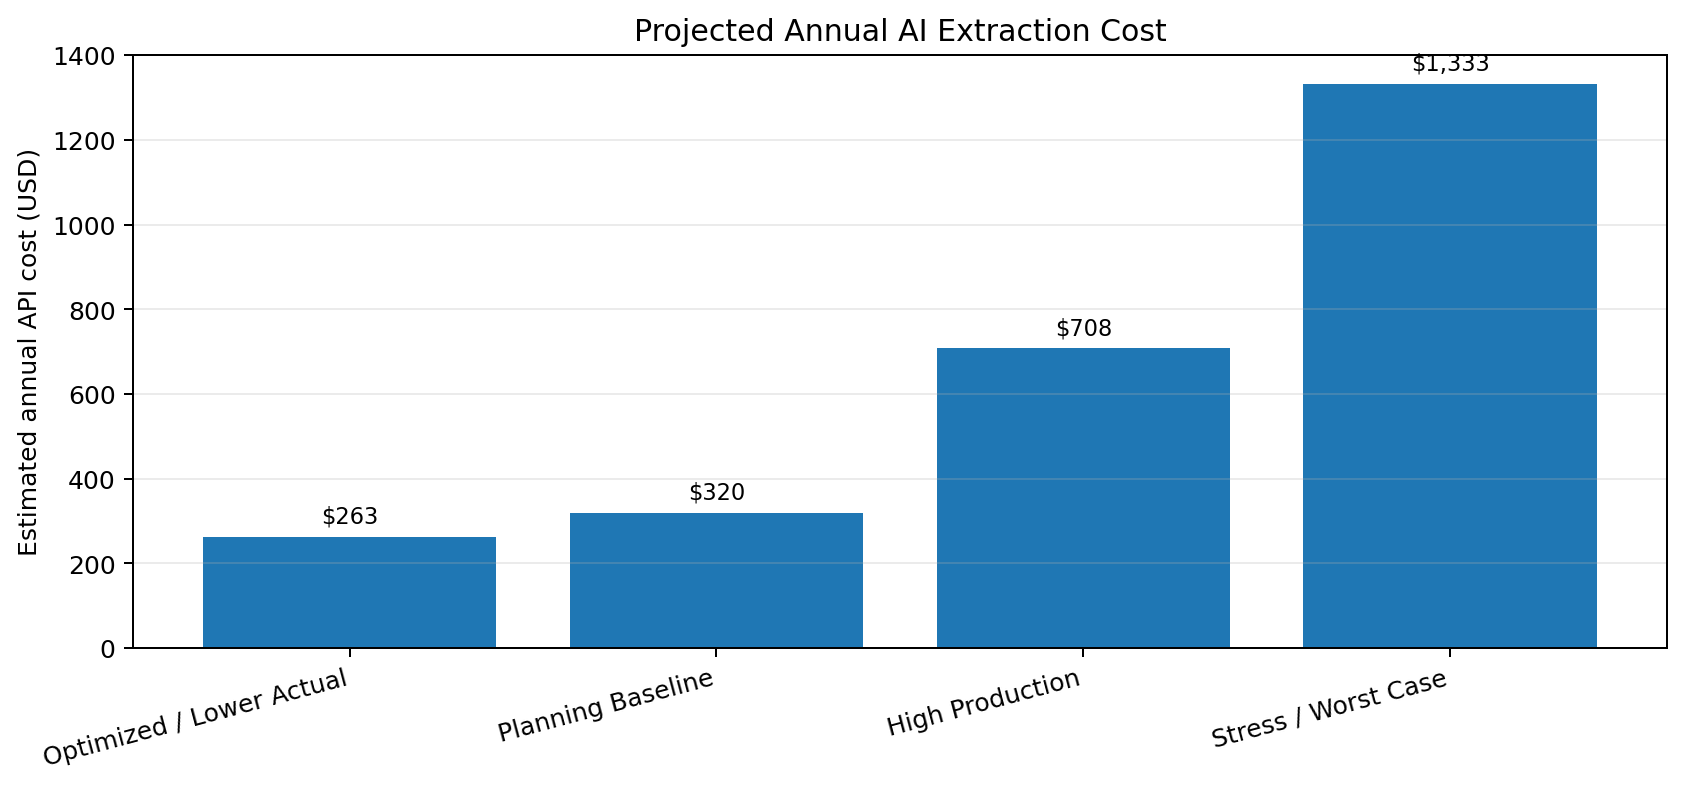 Projected Annual AI Extraction Cost
Estimated annual API cost (USD)
1400
1200
1000
800
600
400
200
0
$263
$320
$708
$1,333
Optimized / Lower Actual
Planning Baseline
High Production
Stress / Worst Case